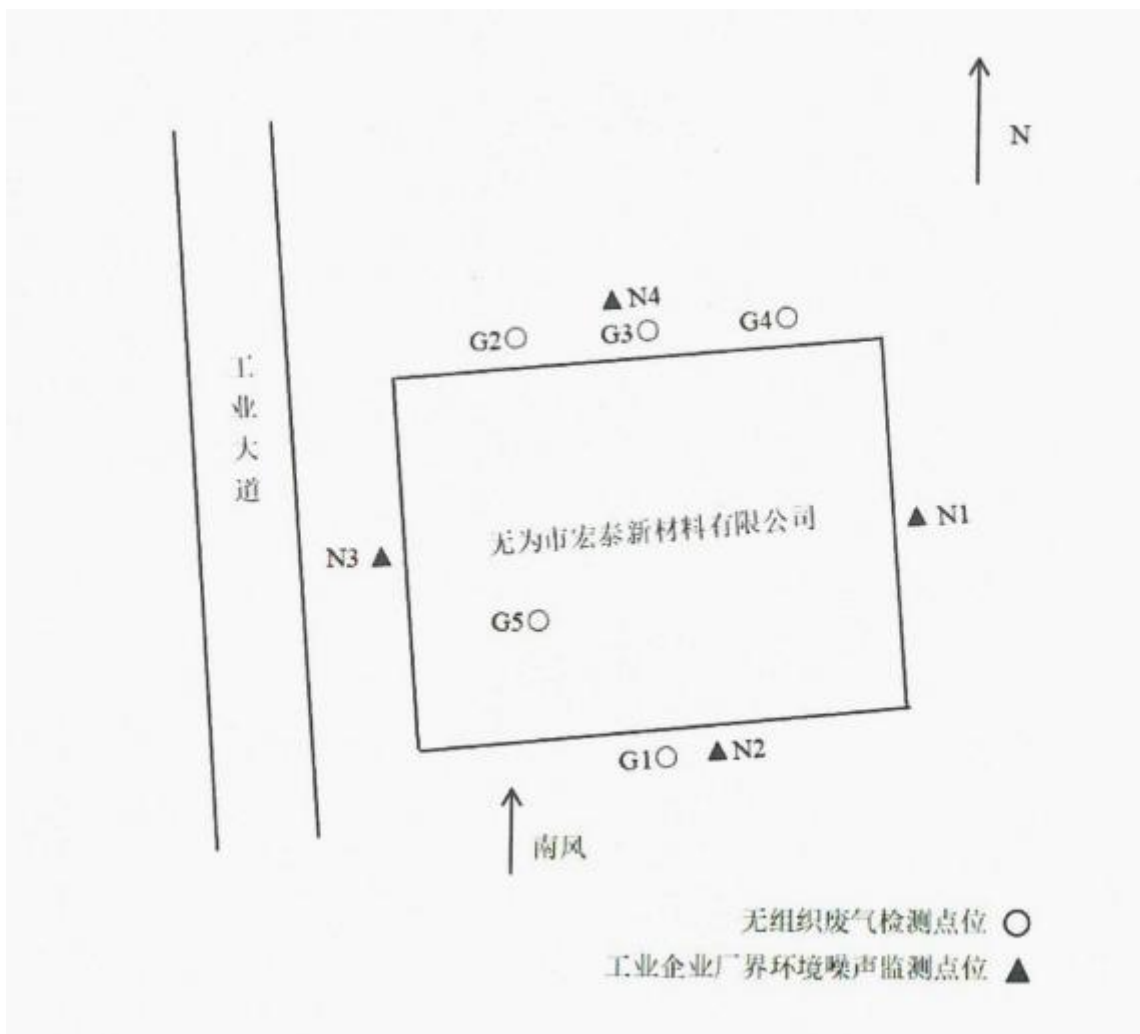 N
▲N4
G2○ G3○ G4○
工业大道
无为市宏泰新材料有限公司
▲ N1
N3 ▲
G5○
G1○ ▲N2
南风
无组织废气检测点位 ○
工业企业厂界环境噪声监测点位 ▲